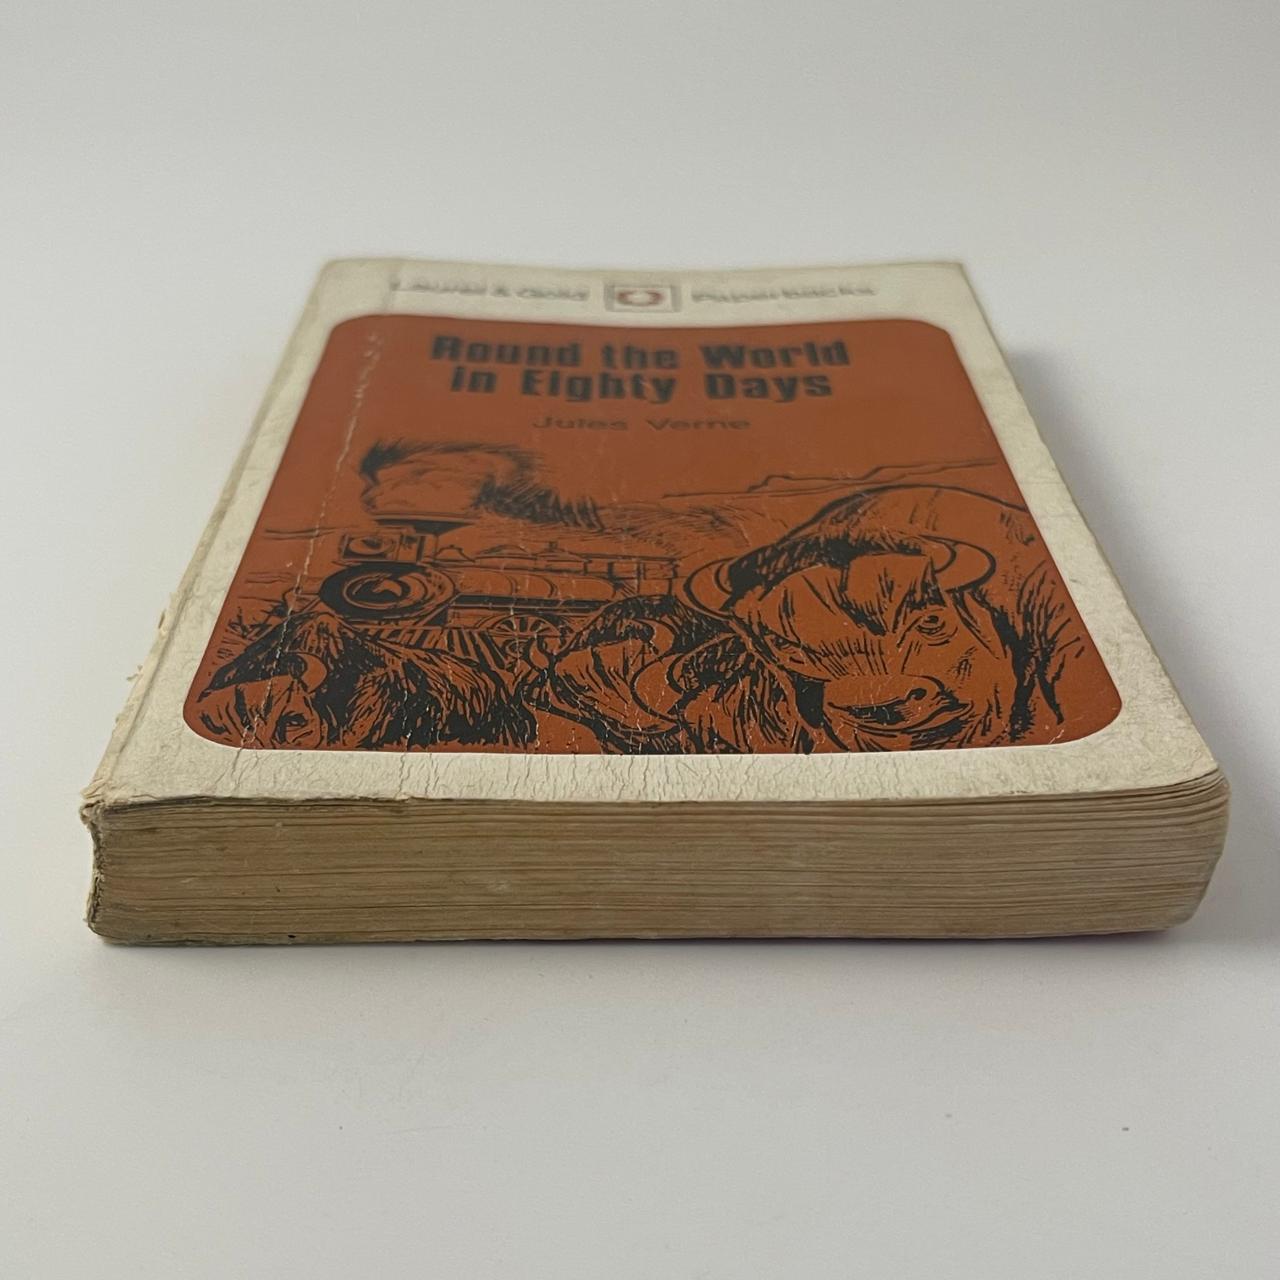 Laurel & Gold Paperbacks
Round the World
in Eighty Days
Jules Verne